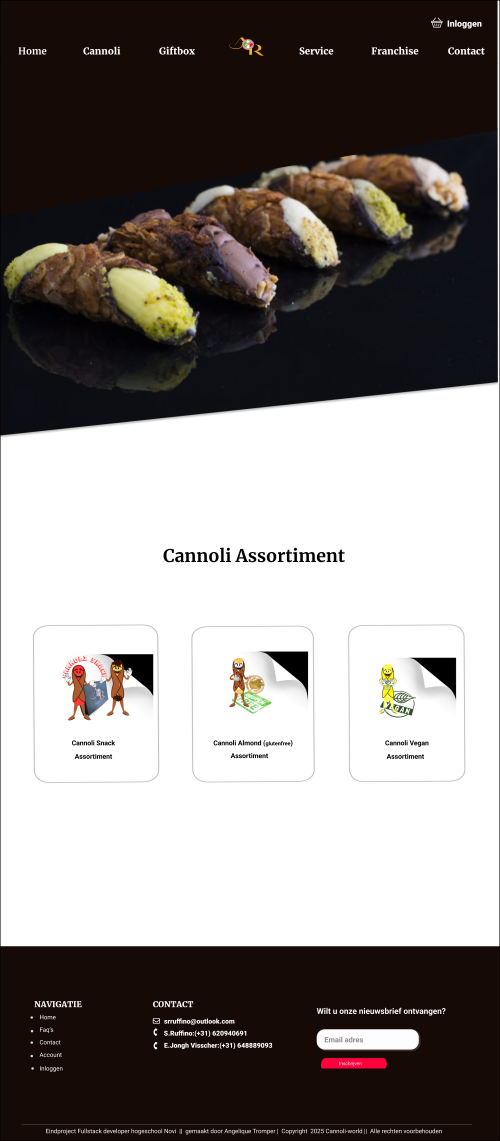 Inloggen
Home Cannoli Giftbox Service Franchise Contact
Cannoli Assortiment
Cannoli Snack
Assortiment
Cannoli Almond (glutenfree)
Assortiment
VEGAN
Cannoli Vegan
Assortiment
NAVIGATIE
Home
Faq's
Contact
Account
Inloggen
CONTACT
srruffino@outlook.com
S.Ruffino:(+31) 620940691
E.Jongh Visscher:(+31) 648889093
Wilt u onze nieuwsbrief ontvangen?
Email adres
Inschrijven
Eindproject Fullstack developer hogeschool Novi || gemaakt door Angelique Tromper | Copyright 2025 Cannoli-world || Alle rechten voorbehouden